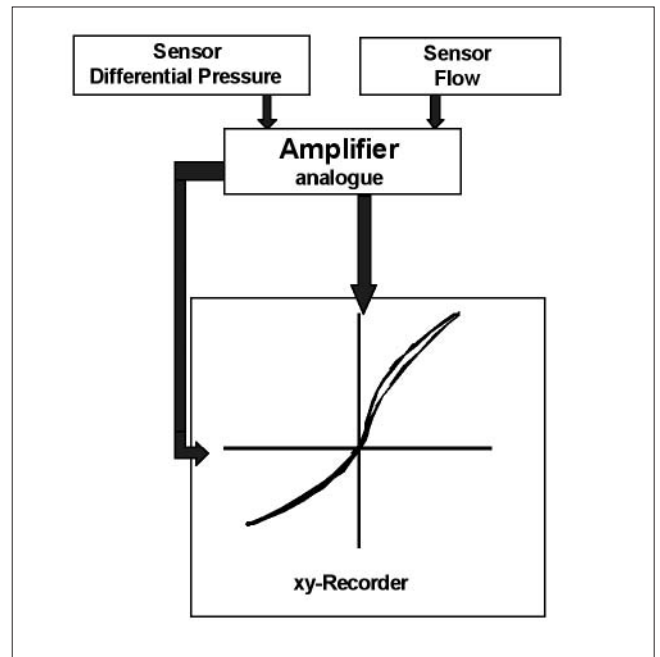 Sensor
Differential Pressure
Sensor
Flow
Amplifier
analogue
xy-Recorder